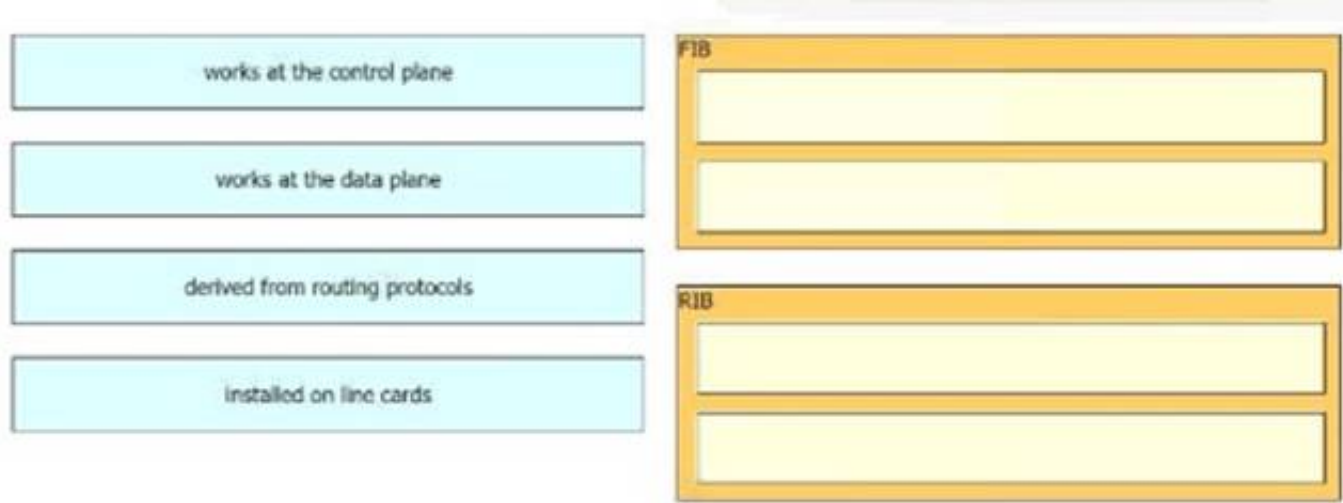 works at the control plane
works at the data plane
derived from routing protocols
installed on line cards
FIB
RIB